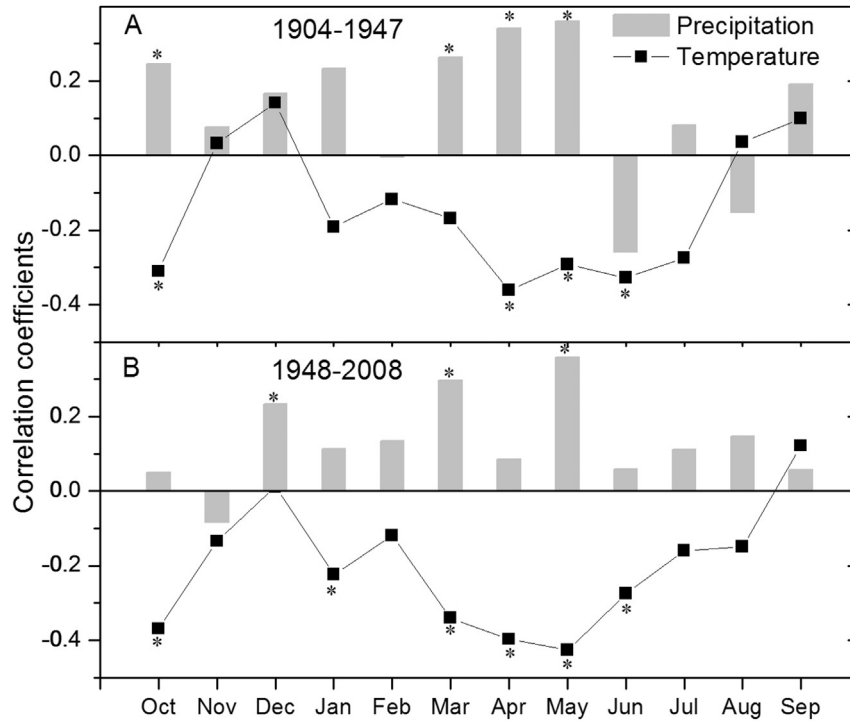 A
1904-1947
Precipitation
Temperature
* * * *
0.2
0.0
-0.2
-0.4
* * * *
Correlation coefficients
B
1948-2008
* * *
0.2
0.0
-0.2
-0.4
* * * * * *
Oct Nov Dec Jan Feb Mar Apr May Jun Jul Aug Sep